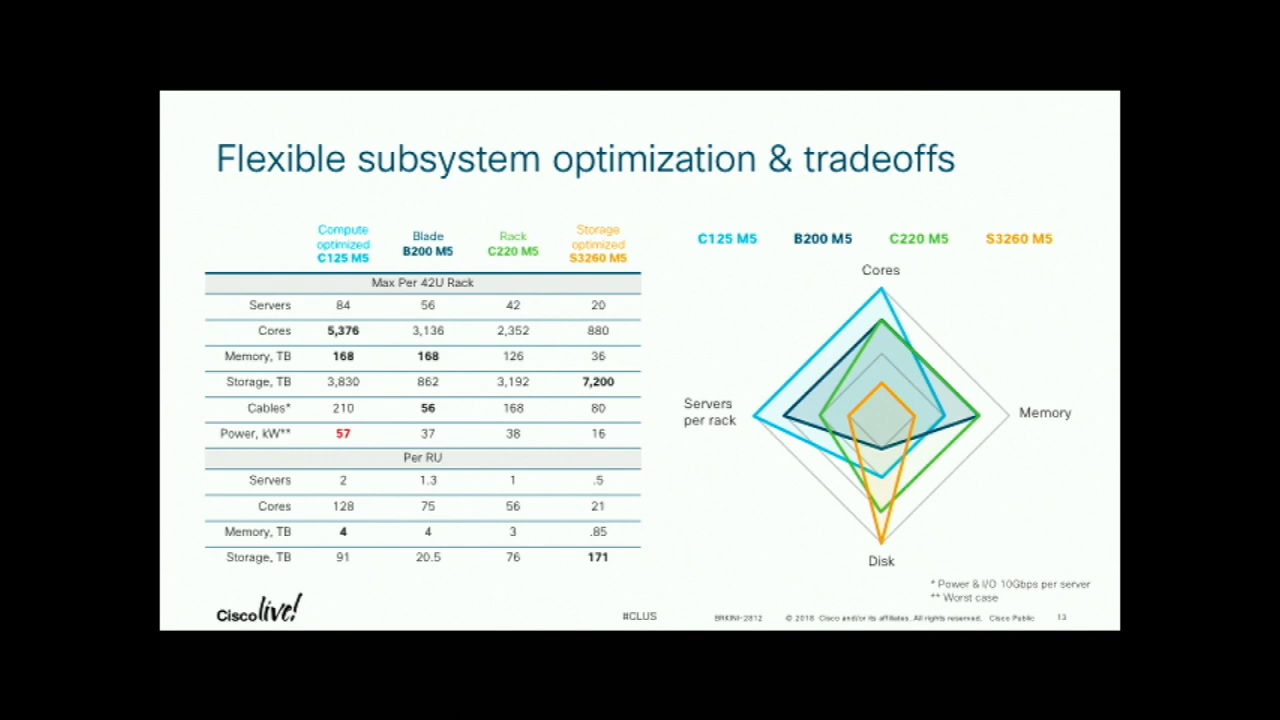 Flexible subsystem optimization & tradeoffs
Compute optimized C125 M5 Blade B200 M5 Rack C220 M5 Storage optimized S3260 M5
Max Per 42U Rack
Servers 84 56 42 20
Cores 5,376 3,136 2,352 880
Memory, TB 168 168 126 36
Storage, TB 3,830 862 3,192 7,200
Cables* 210 56 168 80
Power, kW** 57 37 38 16
Per RU
Servers 2 1.3 1 .5
Cores 128 75 56 21
Memory, TB 4 4 3 .85
Storage, TB 91 20.5 76 171
C125 M5 B200 M5 C220 M5 S3260 M5
Cores
Servers
per rack
Memory
Disk
* Power & I/O 10Gbps per server
** Worst case
Cisco live!
#CLUS
BRKINI-2812 © 2018 Cisco and/or its affiliates. All rights reserved. Cisco Public 13